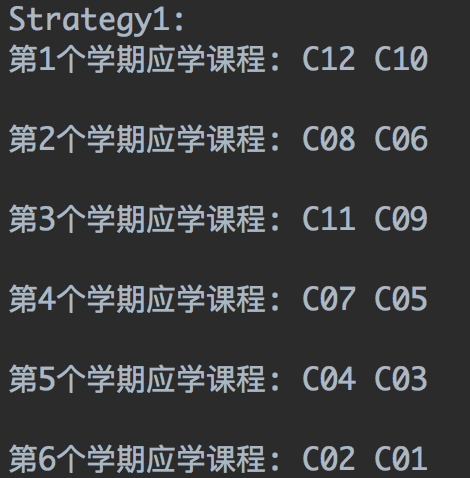 Strategy1:
第1个学期应学课程: C12 C10
第2个学期应学课程: C08 C06
第3个学期应学课程: C11 C09
第4个学期应学课程: C07 C05
第5个学期应学课程: C04 C03
第6个学期应学课程: C02 C01